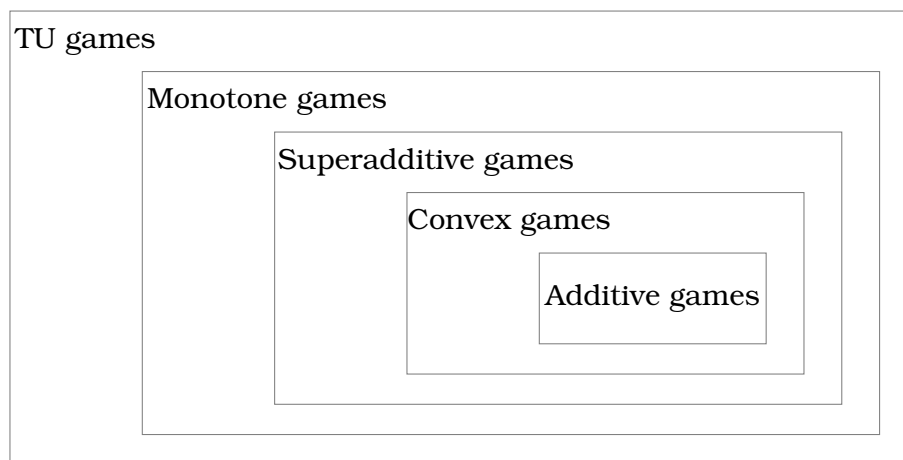 TU games
Monotone games
Superadditive games
Convex games
Additive games